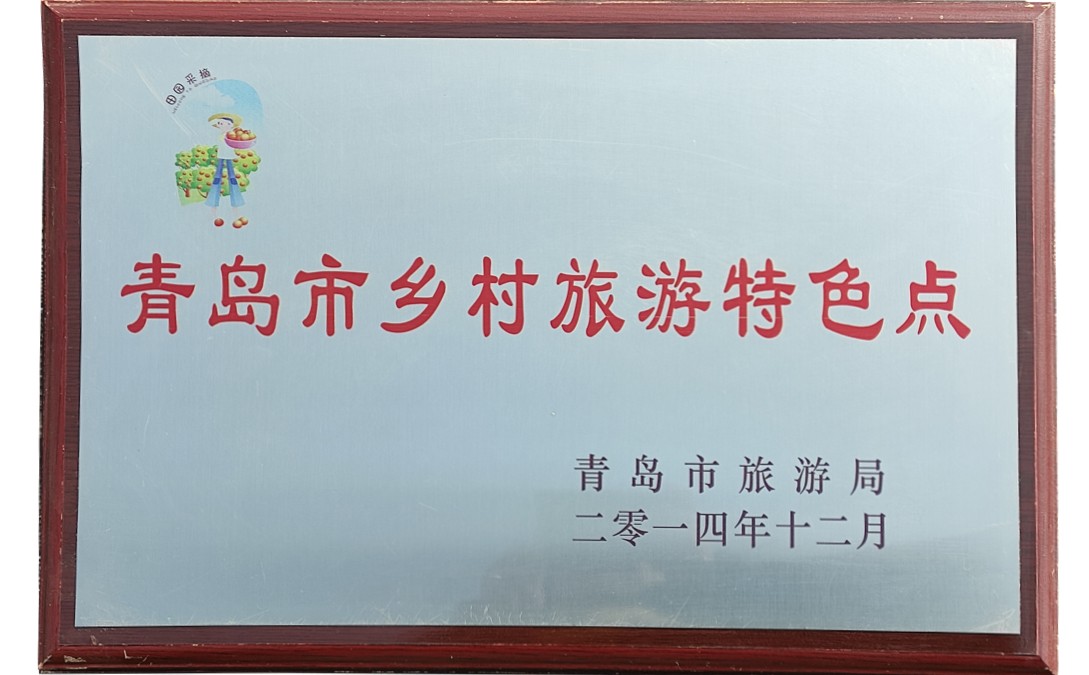 田园采摘
青岛市乡村旅游特色点
青岛市旅游局
二零一四年十二月